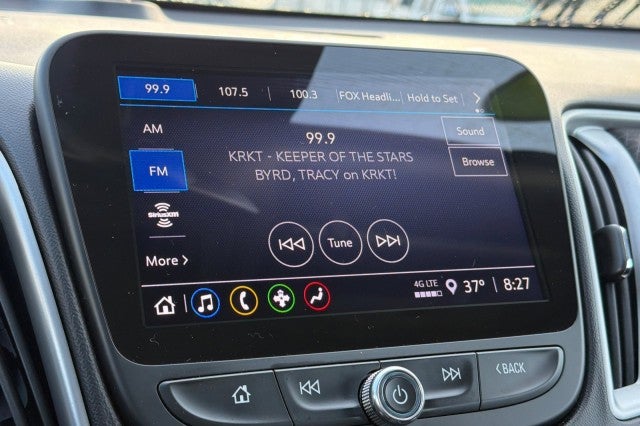 99.9 107.5 100.3 FOX Headli... Hold to Set
AM
99.9
Sound
KRKT - KEEPER OF THE STARS
Browse
FM
BYRD, TRACY on KRKT!
SiriusXM
Tune
More
4G LTE
37° 8:27
BACK